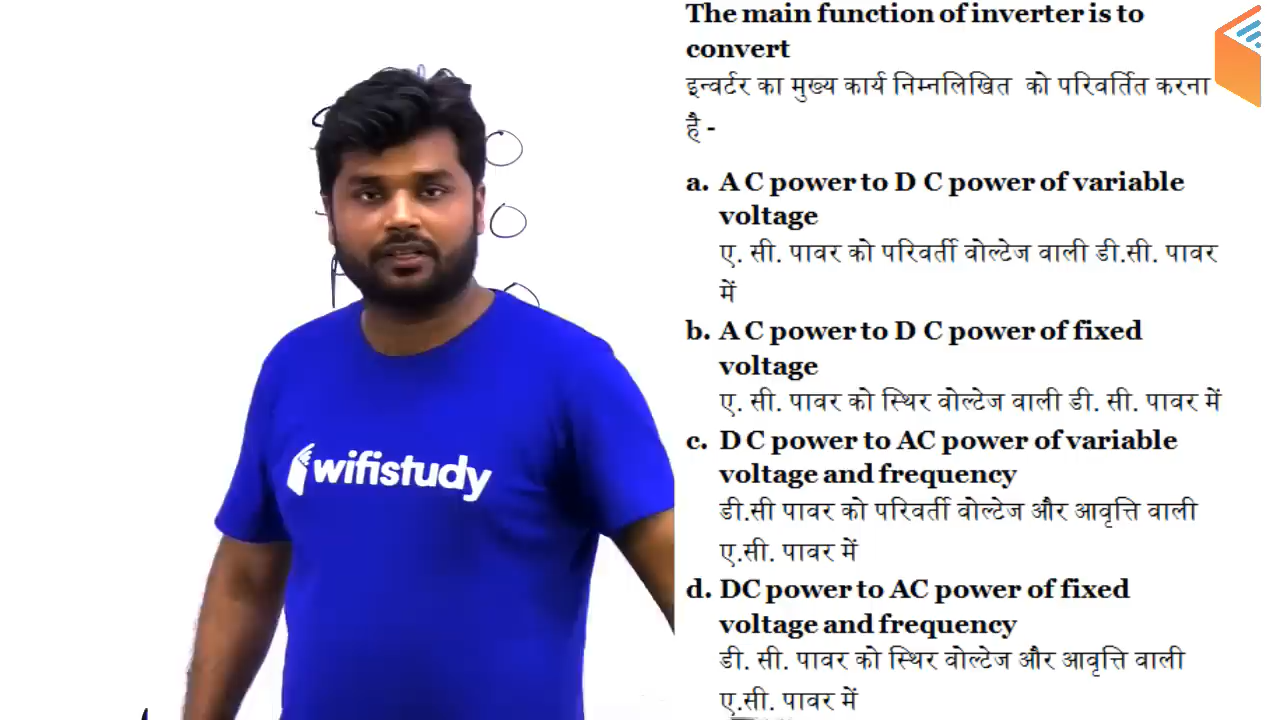 The main function of inverter is to
convert
इन्वर्टर का मुख्य कार्य निम्नलिखित को परिवर्तित करना
है -
a. A C power to D C power of variable
voltage
ए. सी. पावर को परिवर्ती वोल्टेज वाली डी.सी. पावर
में
b. A C power to D C power of fixed
voltage
ए. सी. पावर को स्थिर वोल्टेज वाली डी. सी. पावर में
c. D C power to AC power of variable
voltage and frequency
डी.सी पावर को परिवर्ती वोल्टेज और आवृत्ति वाली
ए.सी. पावर में
d. DC power to AC power of fixed
voltage and frequency
डी. सी. पावर को स्थिर वोल्टेज और आवृत्ति वाली
ए.सी. पावर में
wifistudy